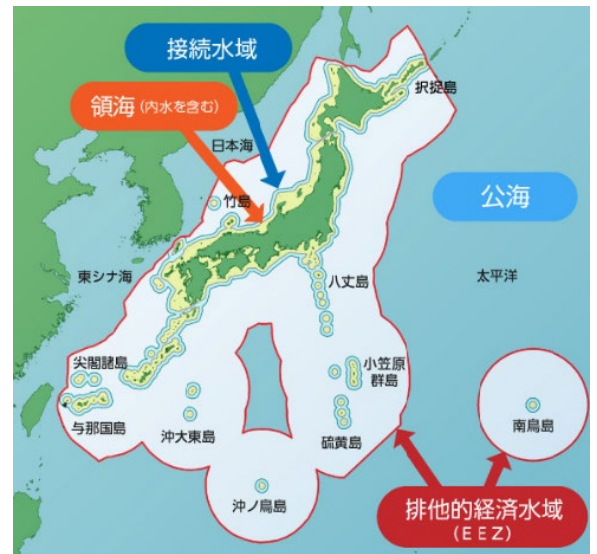 接続水域
択捉島
領海(内水を含む)
日本海
竹島
公海
東シナ海
八丈島
太平洋
尖閣諸島
小笠原
群島
与那国島
沖大東島
硫黄島
南鳥島
沖ノ鳥島
排他的経済水域
(EEZ)